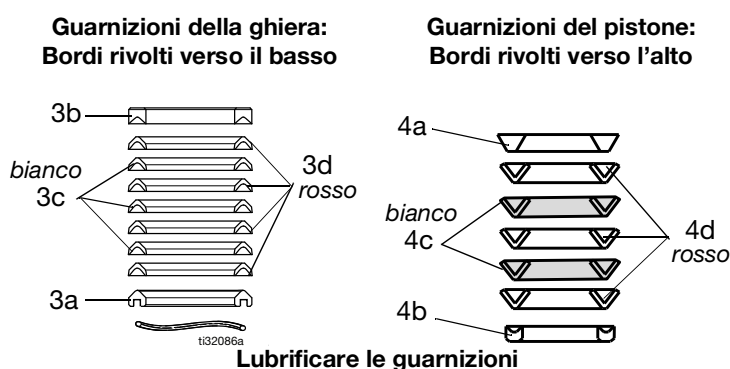 Guarnizioni della ghiera:
Bordi rivolti verso il basso
3b
bianco
3c
3d
rosso
3a
ti32086a
Guarnizioni del pistone:
Bordi rivolti verso l'alto
4a
bianco
4c
4d
rosso
4b
Lubrificare le guarnizioni